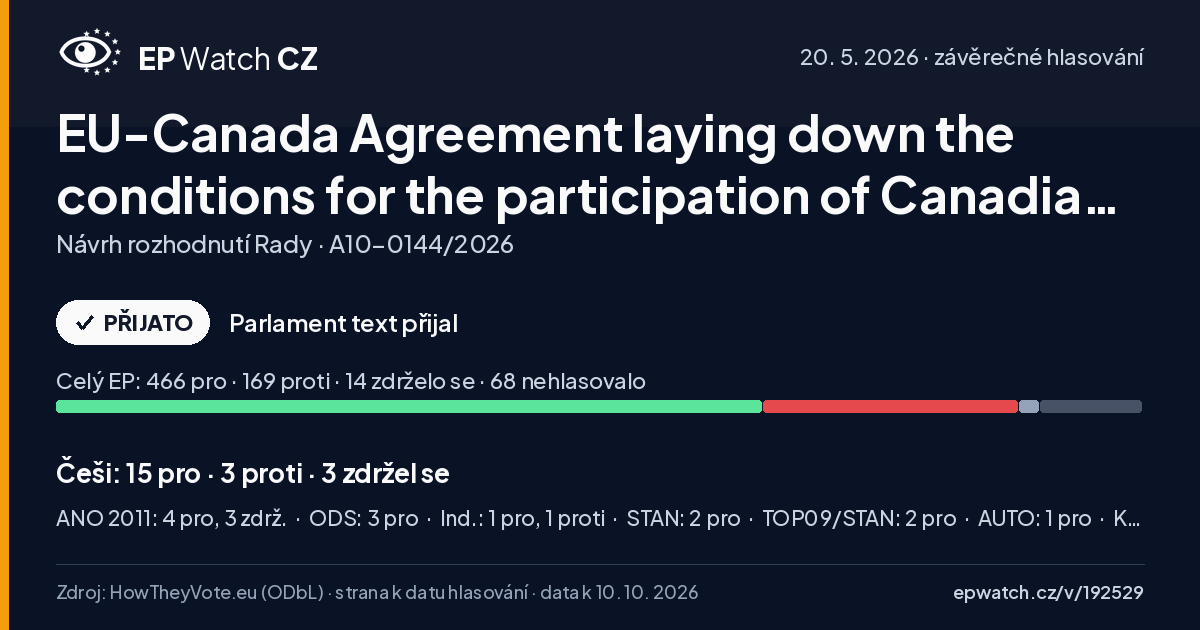 EP Watch CZ
20. 5. 2026 · závěrečné hlasování
EU-Canada Agreement laying down the
conditions for the participation of Canadia…
Návrh rozhodnutí Rady · A10-0144/2026
✓ PŘIJATO Parlament text přijal
Celý EP: 466 pro · 169 proti · 14 zdrželo se · 68 nehlasovalo
Češi: 15 pro · 3 proti · 3 zdržel se
ANO 2011: 4 pro, 3 zdrž. · ODS: 3 pro · Ind.: 1 pro, 1 proti · STAN: 2 pro · TOP09/STAN: 2 pro · AUTO: 1 pro · K…
Zdroj: HowTheyVote.eu (ODbL) · strana k datu hlasování · data k 10. 10. 2026
epwatch.cz/v/192529